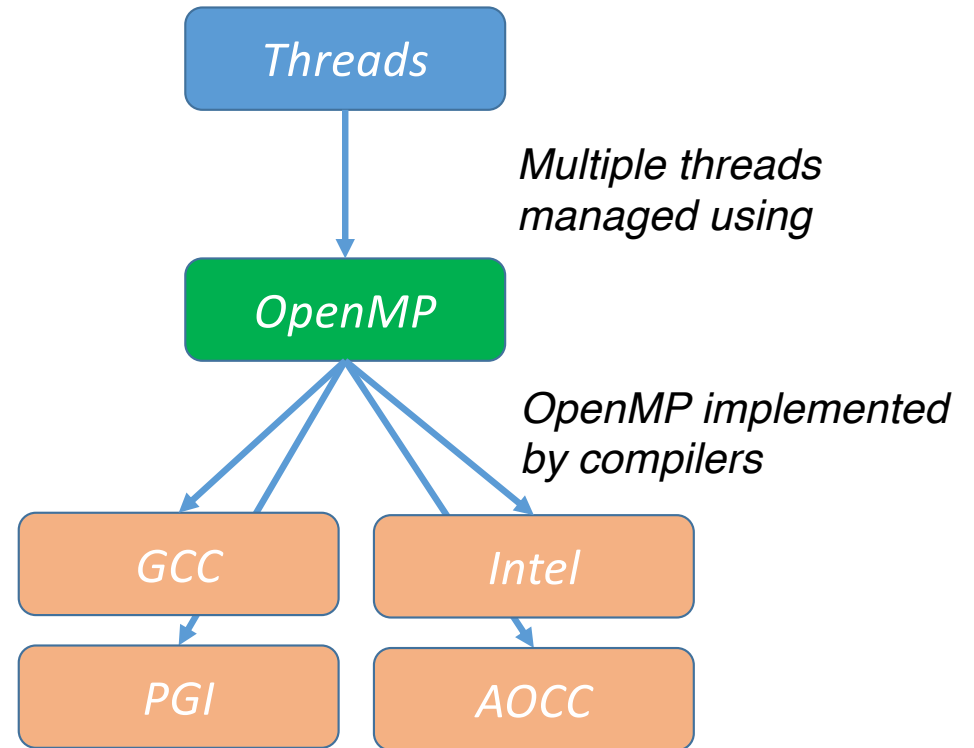 Threads
Multiple threads
managed using
OpenMP
OpenMP implemented
by compilers
GCC
Intel
PGI
AOCC